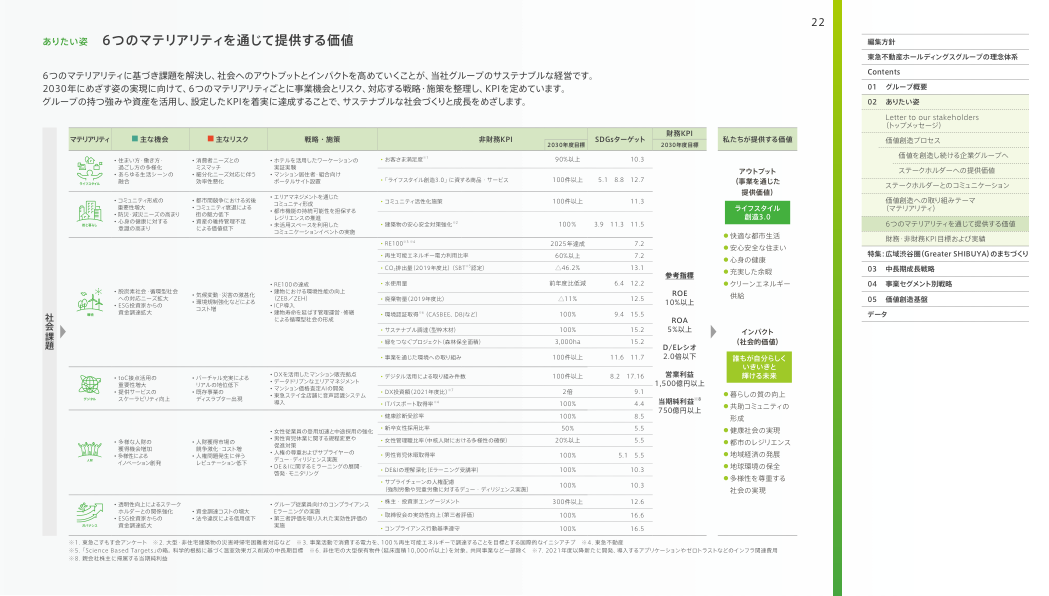 22
ありたい姿 6つのマテリアリティを通じて提供する価値
6つのマテリアリティに基づき課題を解決し、社会へのアウトプットとインパクトを高めていくことが、当社グループのサステナブルな経営です。
2030年にめざす姿の実現に向けて、6つのマテリアリティごとに事業機会とリスク、対応する戦略・施策を整理し、KPIを定めています。
グループの持つ強みや資産を活用し、設定したKPIを着実に達成することで、サステナブルな社会づくりと成長をめざします。
社会課題
マテリアリティ 主な機会 主なリスク 戦略・施策 非財務KPI 2030年度目標 SDGsターゲット 財務KPI 2030年度目標 私たちが提供する価値
ライフスタイル
・住まい方・働き方・
過ごし方の多様化
・あらゆる生活シーンの
融合
・消費者ニーズとの
ミスマッチ
・細分化ニーズ対応に伴う
効率性悪化
・ホテルを活用したワーケーションの
実証実験
・マンション居住者・組合向け
ポータルサイト設置
・お客さま満足度※1 90%以上 10.3
・「ライフスタイル創造3.0」に資する商品・サービス 100件以上 5.1 8.8 12.7
街と暮らし
・コミュニティ形成の
重要性増大
・防災・減災ニーズの高まり
・心身の健康に対する
意識の高まり
・都市間競争における劣後
・コミュニティ衰退による
街の魅力低下
・資産の維持管理不足
による価値低下
・エリアマネジメントを通じた
コミュニティ形成
・都市機能の持続可能性を担保する
レジリエンスの推進
・未活用スペースを利用した
コミュニケーションイベントの実施
・コミュニティ活性化施策 100件以上 11.3
・建築物の安心安全対策強化※2 100% 3.9 11.3 11.5
環境
・脱炭素社会・循環型社会
への対応ニーズ拡大
・ESG投資家からの
資金調達拡大
・気候変動・災害の激甚化
・環境規制強化などによる
コスト増
・RE100の達成
・建物における環境性能の向上
(ZEB/ZEH)
・ICP導入
・建物寿命を延ばす管理運営・修繕
による循環型社会の形成
・RE100※3 ※4 2025年達成 7.2
・再生可能エネルギー電力利用比率 60%以上 7.2
・CO₂排出量(2019年度比)(SBT※5認定) △46.2% 13.1
・水使用量 前年度比低減 6.4 12.2
・廃棄物量(2019年度比) △11% 12.5
・環境認証取得※6(CASBEE、DBJなど) 100% 9.4 15.5
・サステナブル調達(型枠木材) 100% 15.2
・緑をつなぐプロジェクト(森林保全面積) 3,000ha 15.2
・事業を通じた環境への取り組み 100件以上 11.6 11.7
デジタル
・IoC接点活用の
重要性増大
・提供サービスの
スケーラビリティ向上
・バーチャル充実による
リアルの地位低下
・既存事業の
ディスラプター出現
・DXを活用したマンション販売拠点
・データドリブンなエリアマネジメント
・マンション価格査定AIの開発
・東急スティ全店舗に音声認識システム
導入
・デジタル活用による取り組み件数 100件以上 8.2 17.16
・DX投資額(2021年度比)※7 2倍 9.1
・ITパスポート取得率※4 100% 4.4
人財
・多様な人財の
獲得機会増加
・多様性による
イノベーション創発
・人財獲得市場の
競争激化・コスト増
・人権問題発生に伴う
レピュテーション低下
・女性従業員の登用加速と中途採用の強化
・男性育児休業に関する規程変更や
促進対策
・人権の尊重およびサプライヤーの
デュー・ディリジェンス実施
・DE&Iに関するEラーニングの展開・
啓発・モニタリング
・健康診断受診率 100% 8.5
・新卒女性採用比率 50% 5.5
・女性管理職比率(中核人財における多様性の確保) 20%以上 5.5
・男性育児休暇取得率 100% 5.1 5.5
・DE&Iの理解深化(Eラーニング受講率) 100% 10.3
・サプライチェーンの人権配慮
(強制労働や児童労働に対するデュー・ディリジェンス実施) 100% 10.3
ガバナンス
・透明性向上によるステーク
ホルダーとの関係強化
・ESG投資家からの
資金調達拡大
・資金調達コストの増大
・法令違反による信用低下
・グループ従業員向けのコンプライアンス
Eラーニングの実施
・第三者評価を取り入れた実効性評価の
実施
・株主・投資家エンゲージメント 300件以上 12.6
・取締役会の実効性向上(第三者評価) 100% 16.6
・コンプライアンス行動基準遵守 100% 16.5
参考指標
ROE
10%以上
ROA
5%以上
D/Eレシオ
2.0倍以下
営業利益
1,500億円以上
当期純利益※8
750億円以上
アウトプット
(事業を通じた
提供価値)
ライフスタイル
創造3.0
快適な都市生活
安心安全な住まい
心身の健康
充実した余暇
クリーンエネルギー
供給
インパクト
(社会的価値)
誰もが自分らしく
いきいきと
輝ける未来
暮らしの質の向上
共助コミュニティの
形成
健康社会の実現
都市のレジリエンス
地域経済の発展
地球環境の保全
多様性を尊重する
社会の実現
※1. 東急こすもす会アンケート ※2. 大型・非住宅建築物の災害時帰宅困難者対応など ※3. 事業活動で消費する電力を、100%再生可能エネルギーで調達することを目標とする国際的なイニシアチブ ※4. 東急不動産
※5. 「Science Based Targets」の略。科学的根拠に基づく温室効果ガス削減の中長期目標 ※6. 非住宅の大型保有物件(延床面積10,000㎡以上)を対象、共同事業など一部除く ※7. 2021年度以降新たに開発、導入するアプリケーションやゼロトラストなどのインフラ関連費用
※8. 親会社株主に帰属する当期純利益
編集方針
東急不動産ホールディングスグループの理念体系
Contents
01 グループ概要
02 ありたい姿
Letter to our stakeholders
(トップメッセージ)
価値創造プロセス
価値を創造し続ける企業グループへ
ステークホルダーへの提供価値
ステークホルダーとのコミュニケーション
価値創造への取り組みテーマ
(マテリアリティ)
6つのマテリアリティを通じて提供する価値
財務・非財務KPI目標および実績
特集:広域渋谷圏(Greater SHIBUYA)のまちづくり
03 中長期成長戦略
04 事業セグメント別戦略
05 価値創造基盤
データ